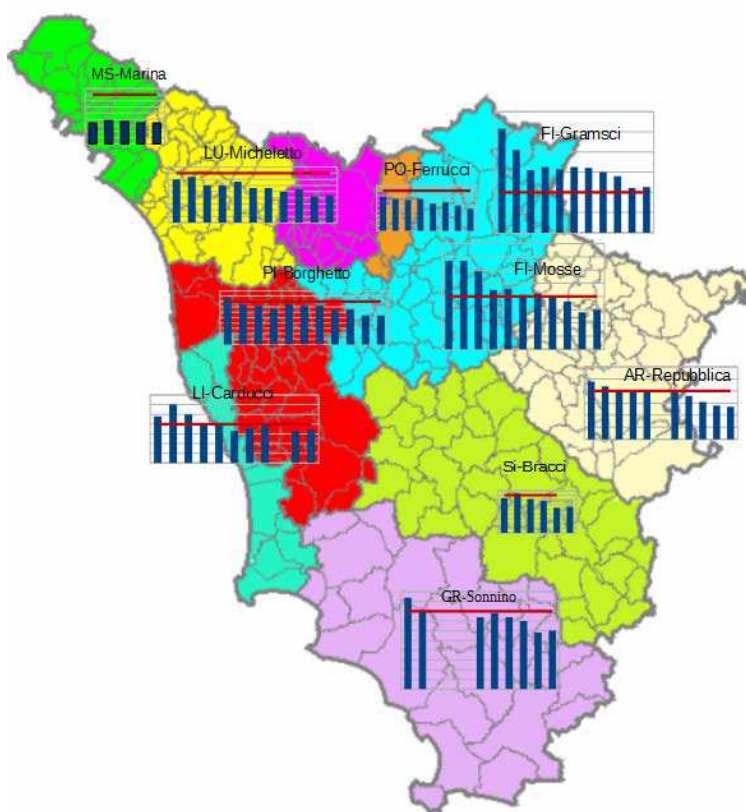 MS-Marina
LU-Micheletto
PO-Ferrucci
FI-Gramsci
PI-Borghetto
FI-Mosse
LI-Carducci
AR-Repubblica
Si-Bracci
GR-Sonnino